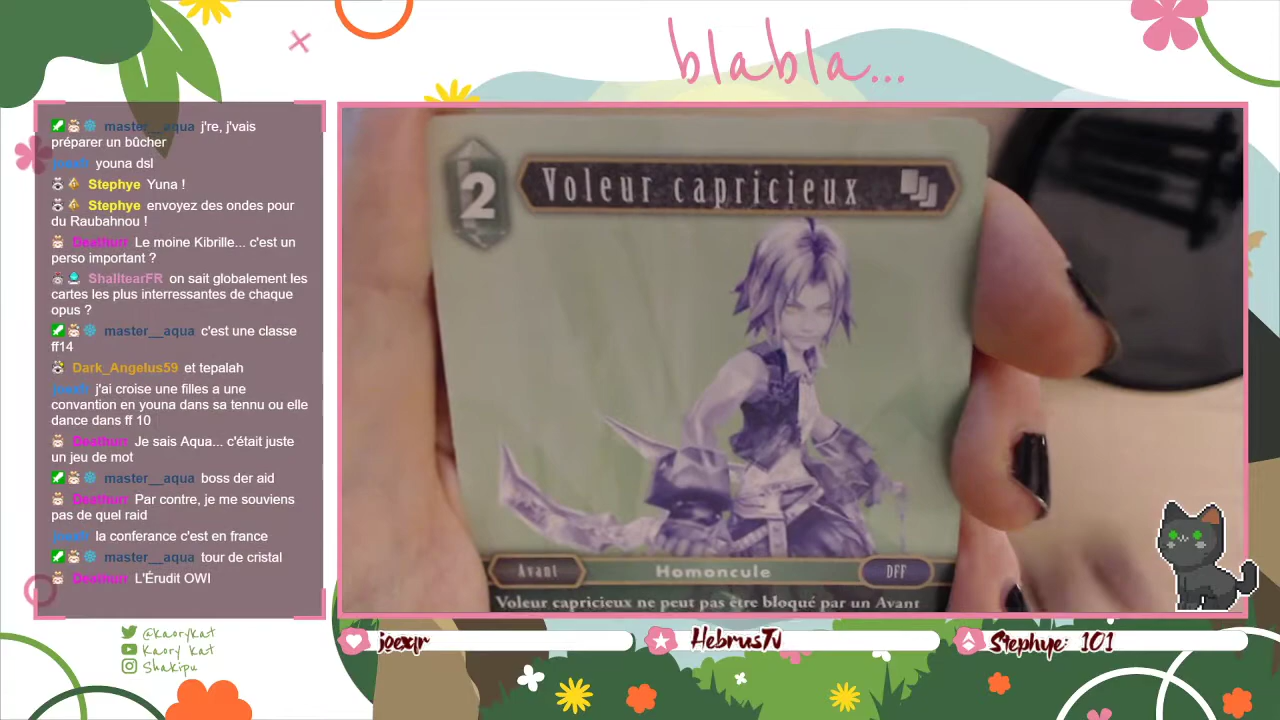 blabla...
master__aqua j're, j'vais
préparer un bûcher
youna dsl
Stephye Yuna !
Stephye envoyez des ondes pour
du Raubahnou !
Deathurr Le moine Kibrille... c'est un
perso important ?
ShalltearFR on sait globalement les
cartes les plus interressantes de chaque
opus ?
master__aqua c'est une classe
ff14
Dark_Angelus59 et tepalah
j'ai croise une filles a une
convention en youna dasa tennu ou elle
dance dans ff 10
Deathurr Je sais Aqua... c'était juste
un jeu de mot
master__aqua boss der aid
Deathurr Par contre, je me souviens
pas de quel raid
la conferance c'est en france
master__aqua tour de cristal
Deathurr L'Érudit OWI
2
Voleur capricieux
Avant
Homoncule
DFF
Voleur capricieux ne peut pas être bloqué par un Avant
@kaorykat
Kaory Kat
Shakipu
joexjr
HebrusTv
Stephye: 101